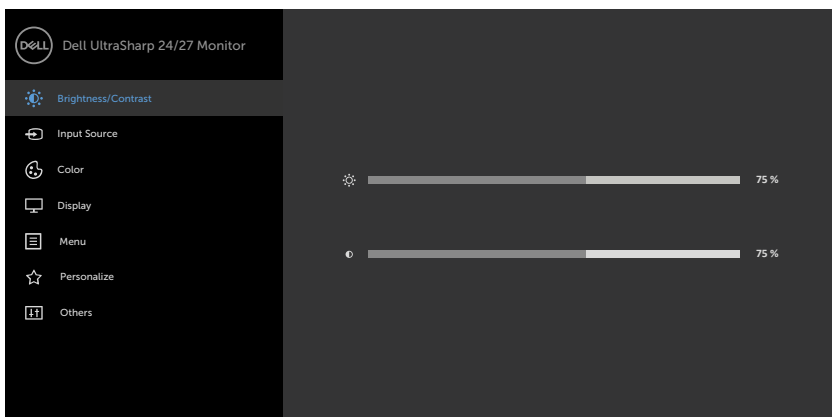 DELL
Dell UltraSharp 24/27 Monitor
Brightness/Contrast
Input Source
Color
Display
Menu
Personalize
Others
75 %
75 %